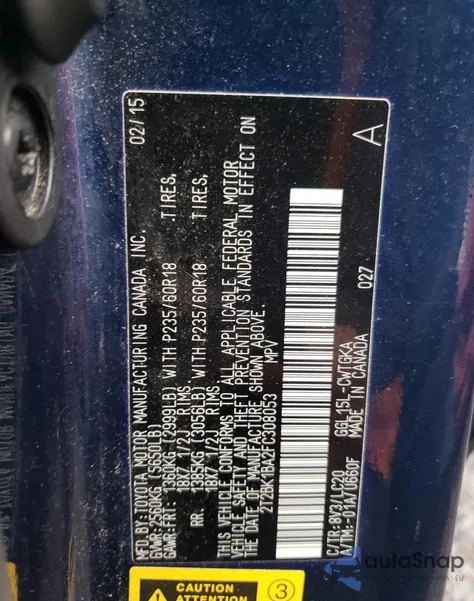 MFD.BY:TOYOTA MOTOR MANUFACTURING CANADA INC. 02/15
GVWR:2560KG (5650LB)
GAWR:FRT. 1360KG (2999LB) WITH P235/60R18 TIRES.
18X7 1/2J RIMS
RR. 1385KG (3056LB) WITH P235/60R18 TIRES.
18X7 1/2J RIMS
THIS VEHICLE CONFORMS TO ALL APPLICABLE FEDERAL MOTOR
VEHICLE SAFETY AND THEFT PREVENTION STANDARDS IN EFFECT ON
THE DATE OF MANUFACTURE SHOWN ABOVE.
2T2BK1BA2FC308053 MPV
C/TR:8V3/LC20 GGL15L-CWTGKA 027 A
A/TM:-01A/U660F MADE IN CANADA
CAUTION
ATTENTION
3
autoSnap